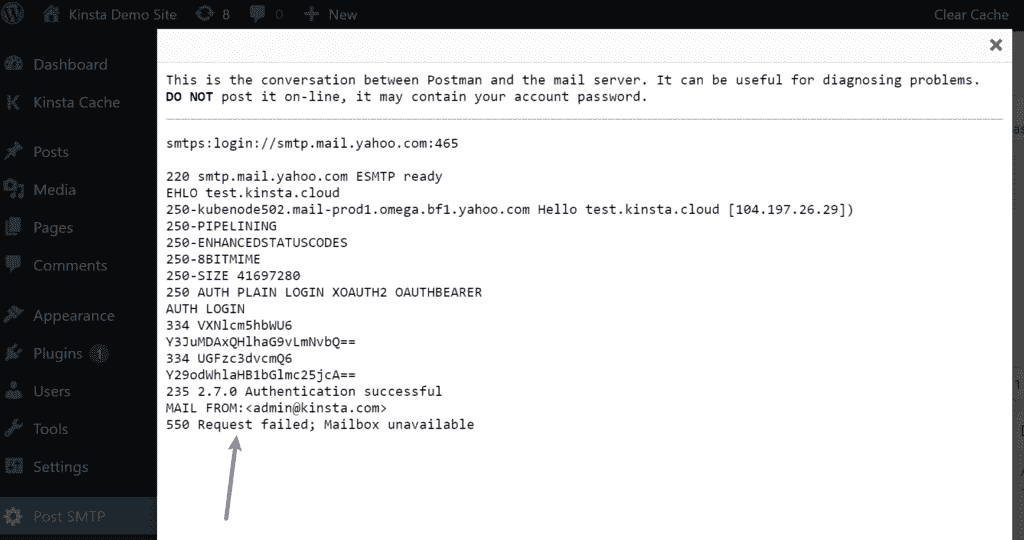 Kinsta Demo Site 8 0 + New Clear Cache
Dashboard
Kinsta Cache
Posts
Media
Pages
Comments
Appearance
Plugins 1
Users
Tools
Settings
Post SMTP
This is the conversation between Postman and the mail server. It can be useful for diagnosing problems.
DO NOT post it on-line, it may contain your account password.
smtps:login://smtp.mail.yahoo.com:465
220 smtp.mail.yahoo.com ESMTP ready
EHLO test.kinsta.cloud
250-kubenode502.mail-prod1.omega.bf1.yahoo.com Hello test.kinsta.cloud [104.197.26.29])
250-PIPELINING
250-ENHANCEDSTATUSCODES
250-8BITMIME
250-SIZE 41697280
250 AUTH PLAIN LOGIN XOAUTH2 OAUTHBEARER
AUTH LOGIN
334 VXNlcm5hbWU6
Y3JuMDAxQHlhaG9vLmNvbQ==
334 UGFzc3dvcmQ6
Y29odWhlaHB1bGlmc25jcA==
235 2.7.0 Authentication successful
MAIL FROM:<admin@kinsta.com>
550 Request failed; Mailbox unavailable